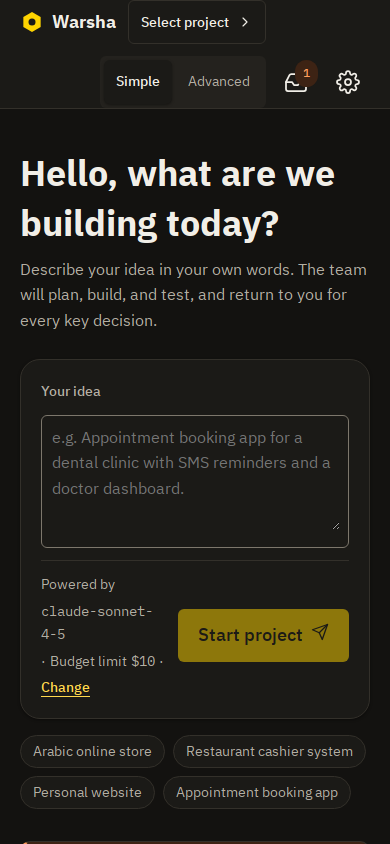 Warsha
Select project
Simple
Advanced
1
Hello, what are we
building today?
Describe your idea in your own words. The team
will plan, build, and test, and return to you for
every key decision.
Your idea
e.g. Appointment booking app for a
dental clinic with SMS reminders and a
doctor dashboard.
Powered by
claude-sonnet-
4-5
· Budget limit $10 ·
Change
Start project
Arabic online store
Restaurant cashier system
Personal website
Appointment booking app